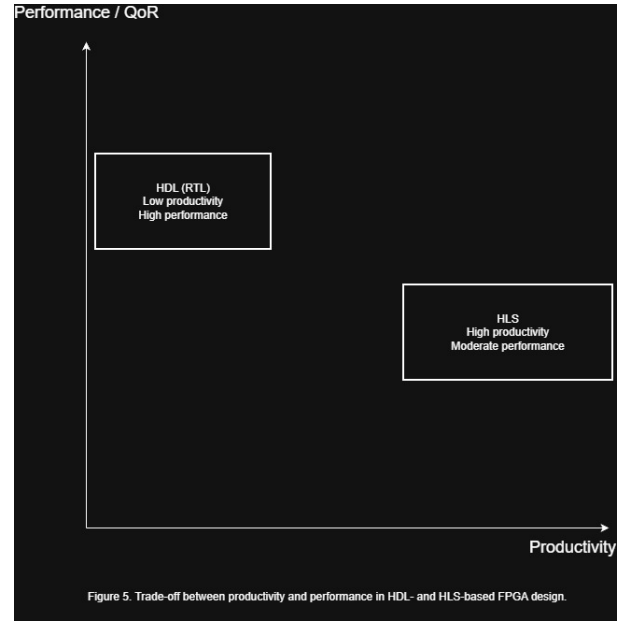 Performance / QoR
HDL (RTL)
Low productivity
High performance
HLS
High productivity
Moderate performance
Productivity
Figure 5. Trade-off between productivity and performance in HDL- and HLS-based FPGA design.